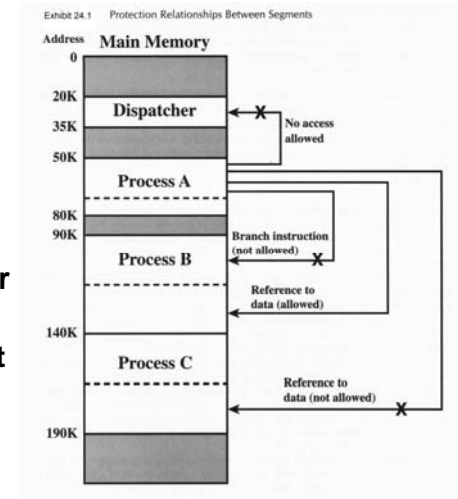 Exhibit 24.1 Protection Relationships Between Segments
Address Main Memory
0
20K
Dispatcher
X
35K
No access
allowed
50K
Process A
80K
90K
Branch instruction
(not allowed) X
Process B
r
Reference to
data (allowed)
t
140K
Process C
Reference to
data (not allowed) X
190K